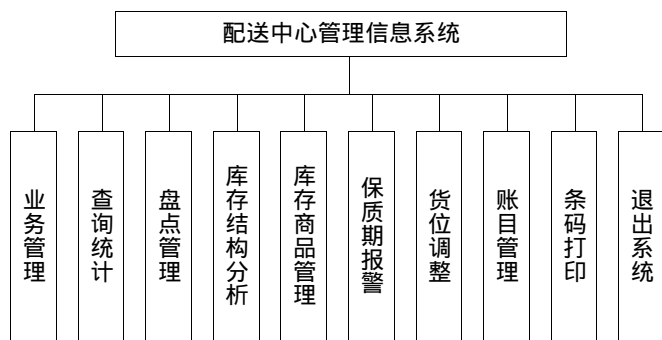 配送中心管理信息系统
业务管理
查询统计
盘点管理
库存结构分析
库存商品管理
保质期报警
货位调整
账目管理
条码打印
退出系统